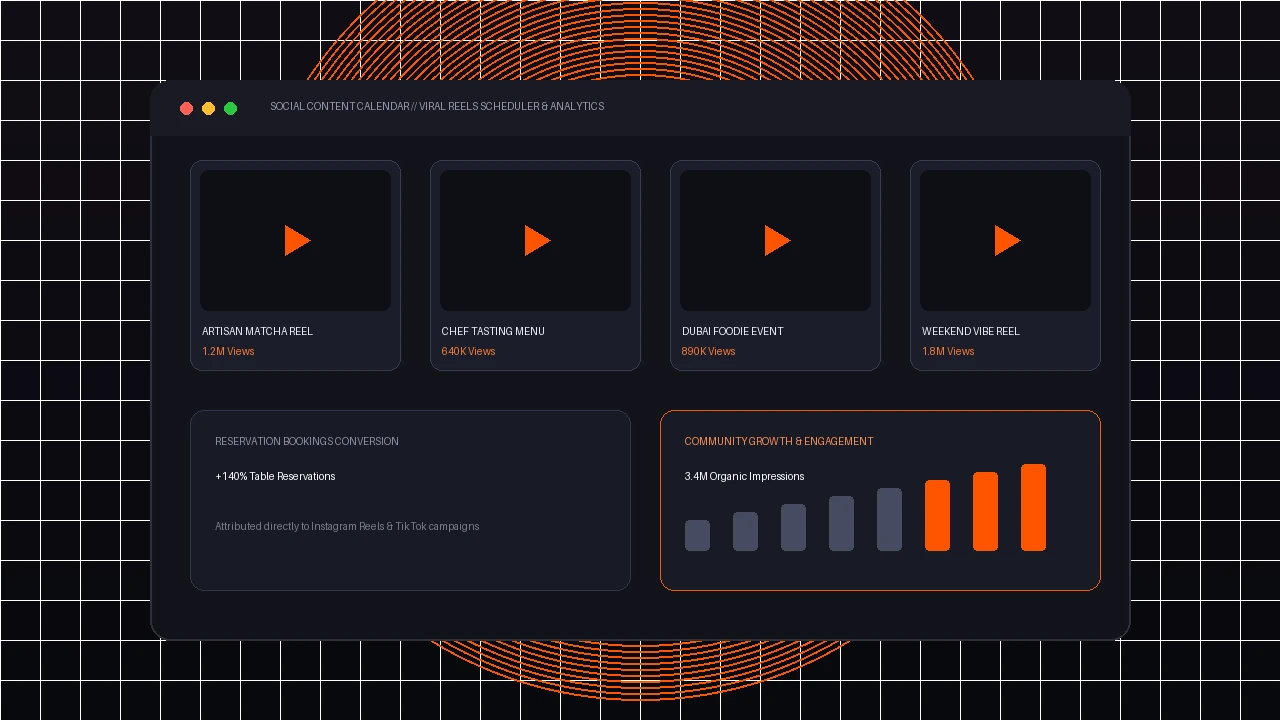 SOCIAL CONTENT CALENDAR // VIRAL REELS SCHEDULER & ANALYTICS
ARTISAN MATCHA REEL
1.2M Views
CHEF TASTING MENU
640K Views
DUBAI FOODIE EVENT
890K Views
WEEKEND VIBE REEL
1.8M Views
RESERVATION BOOKINGS CONVERSION
+140% Table Reservations
Attributed directly to Instagram Reels & TikTok campaigns
COMMUNITY GROWTH & ENGAGEMENT
3.4M Organic Impressions